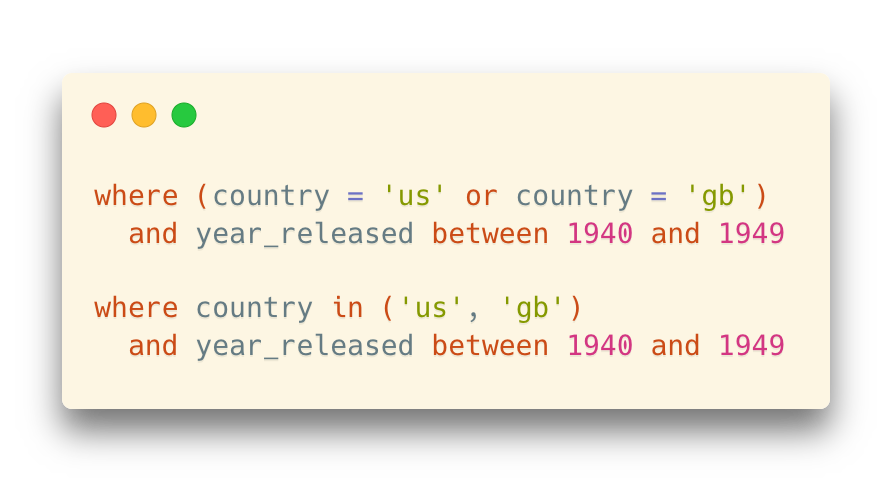 where (country = 'us' or country = 'gb')
  and year_released between 1940 and 1949

where country in ('us', 'gb')
  and year_released between 1940 and 1949